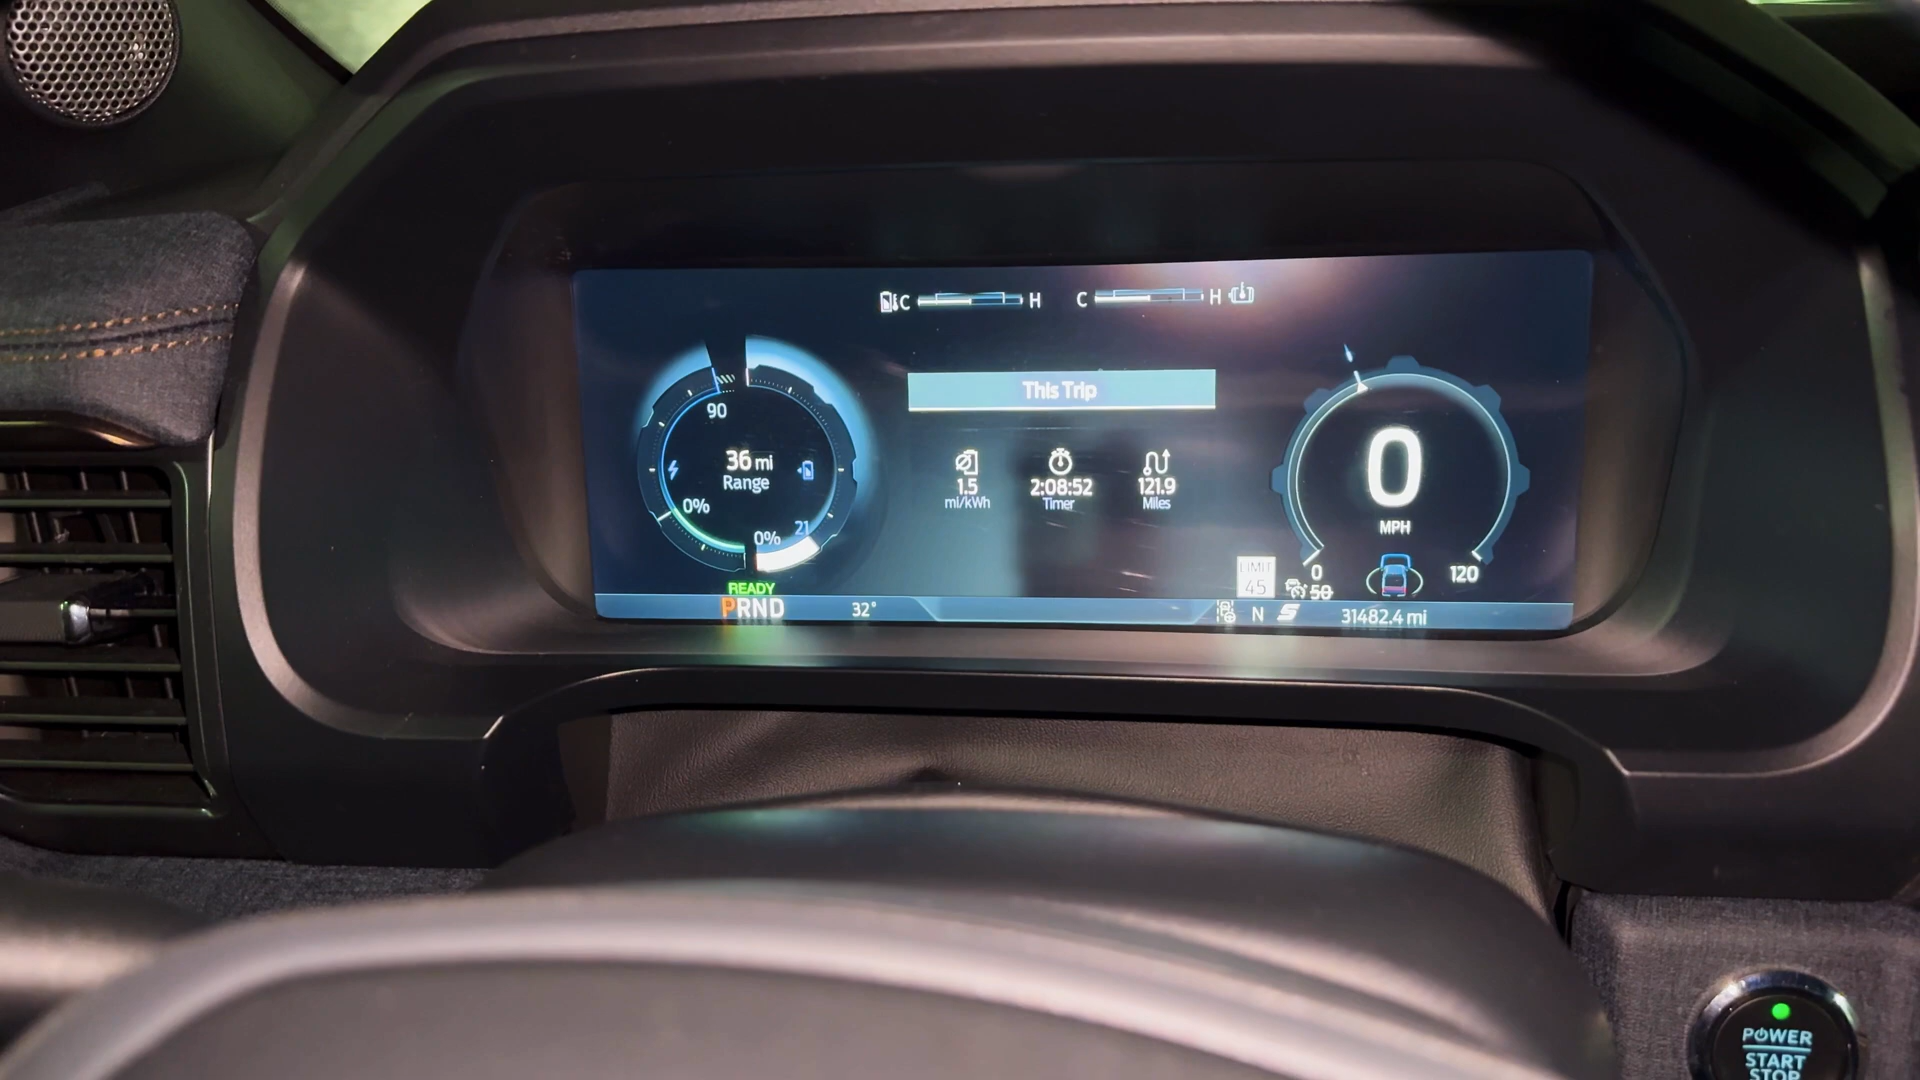 C H C H
This Trip
90
36 mi
Range
0%
0% 21
1.5 2:08:52 121.9
mi/kWh Timer Miles
0
MPH
0 120
LIMIT
45
50
READY
PRND 32° N 31482.4 mi
POWER
START
STOP